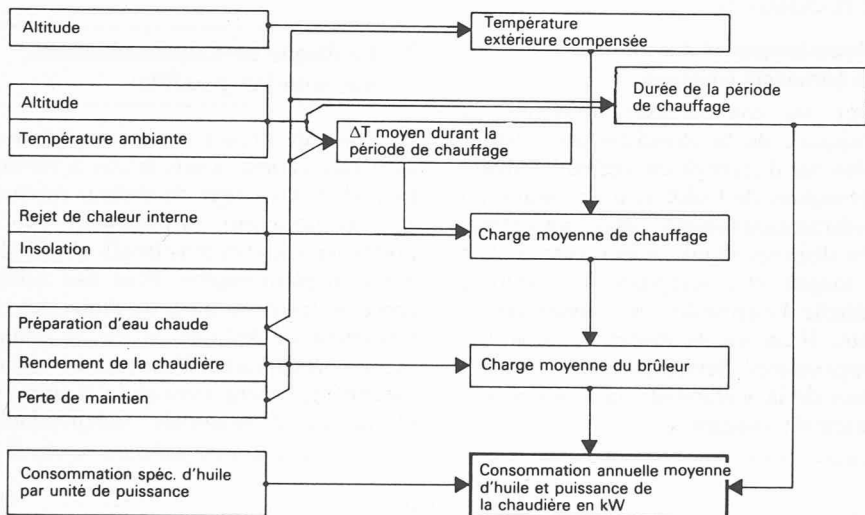 Altitude
Température
extérieure compensée
Altitude
Température ambiante
Durée de la période
de chauffage
ΔT moyen durant la
période de chauffage
Rejet de chaleur interne
Insolation
Charge moyenne de chauffage
Préparation d'eau chaude
Rendement de la chaudière
Perte de maintien
Charge moyenne du brûleur
Consommation spéc. d'huile
par unité de puissance
Consommation annuelle moyenne
d'huile et puissance de
la chaudière en kW